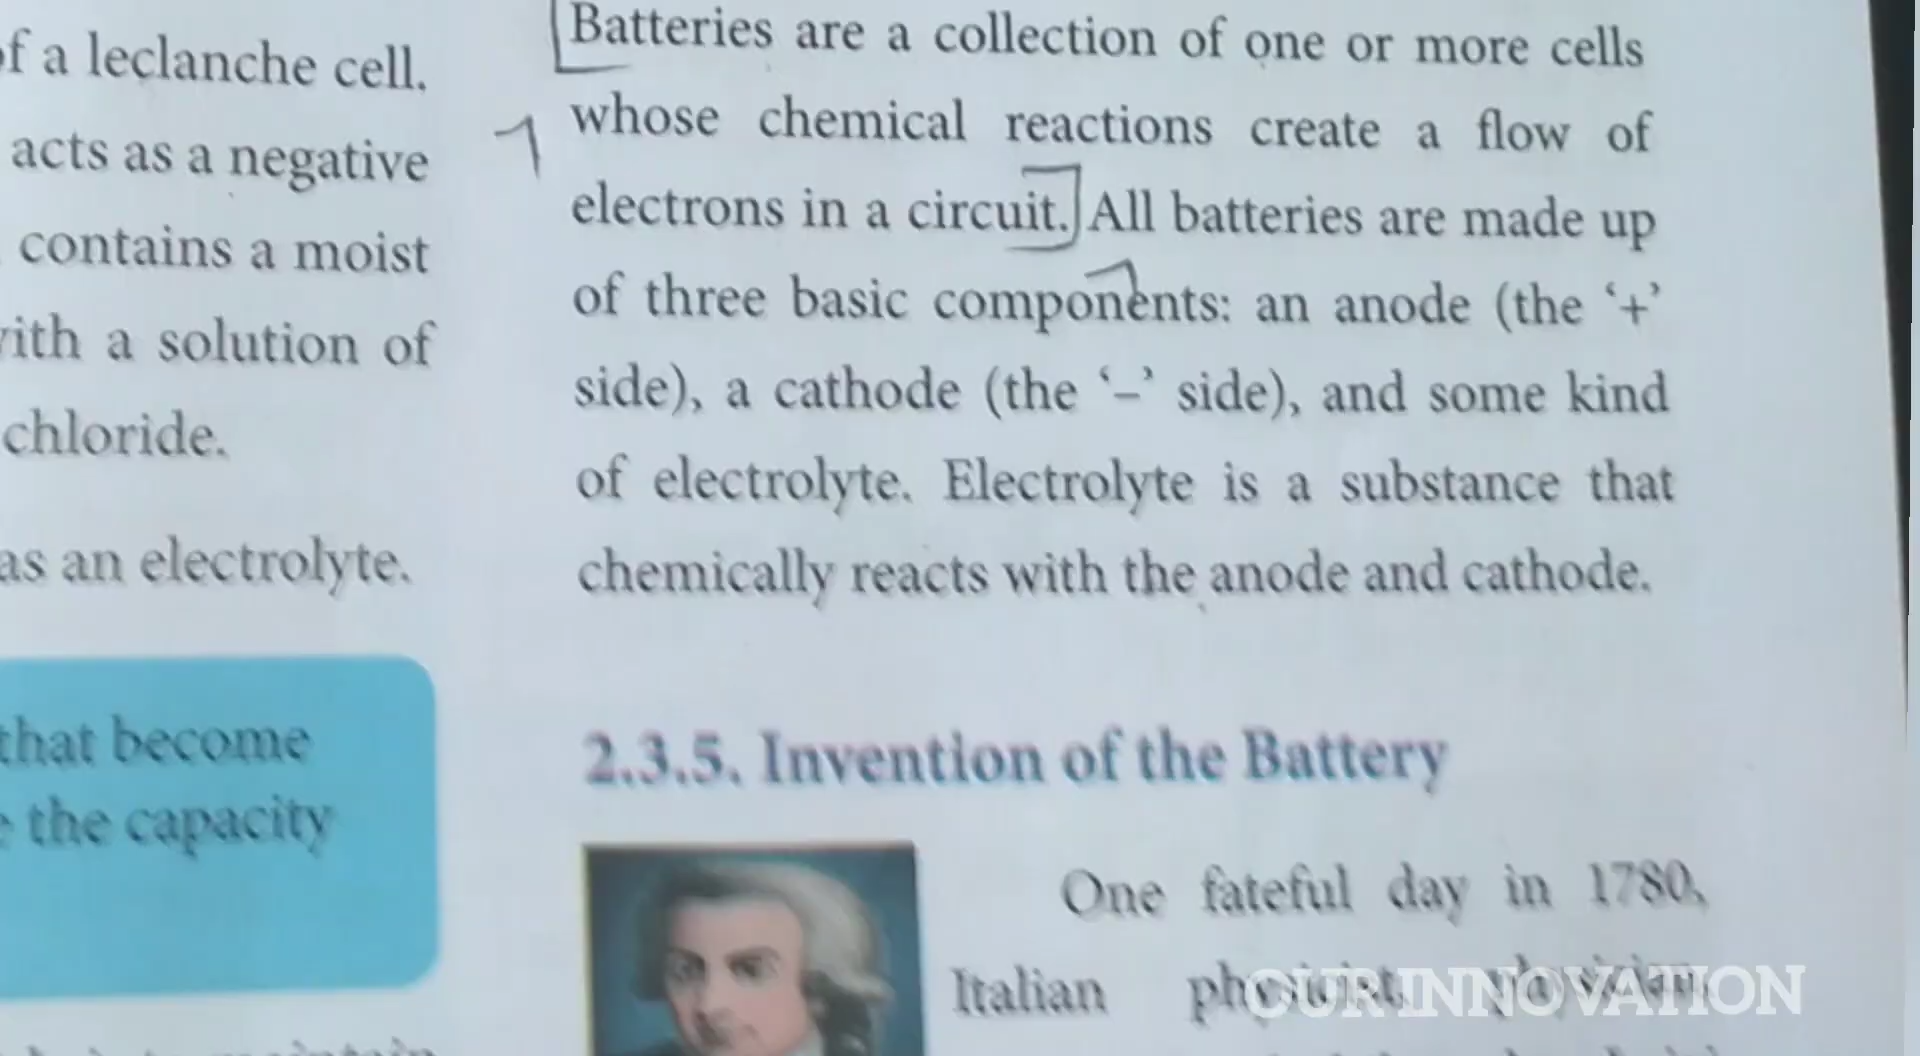 of a leclanche cell.
acts as a negative
contains a moist
with a solution of
chloride.
as an electrolyte.
that become
the capacity
Batteries are a collection of one or more cells
whose chemical reactions create a flow of
electrons in a circuit. All batteries are made up
of three basic components: an anode (the ‘+’
side), a cathode (the ‘–’ side), and some kind
of electrolyte. Electrolyte is a substance that
chemically reacts with the anode and cathode.
2.3.5. Invention of the Battery
One fateful day in 1780,
Italian physicist, physician,
OUR INNOVATION